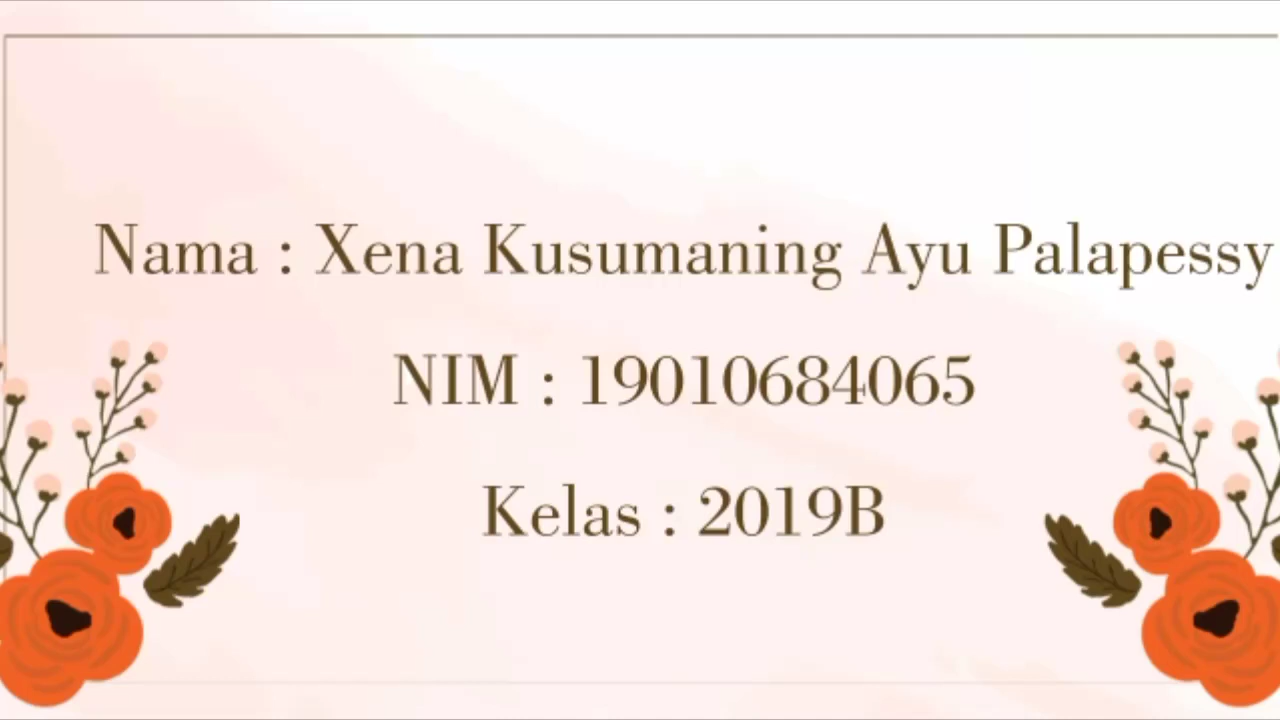 Nama : Xena Kusumaning Ayu Palapessy
NIM : 19010684065
Kelas : 2019B